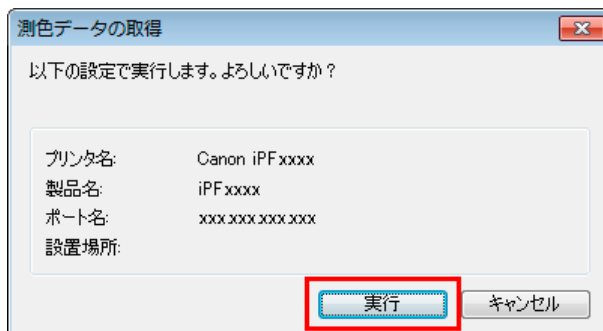 測色データの取得
以下の設定で実行します。よろしいですか？
プリンタ名: Canon iPFxxxx
製品名: iPFxxxx
ポート名: xxx.xxx.xxx.xxx
設置場所:
実行 キャンセル